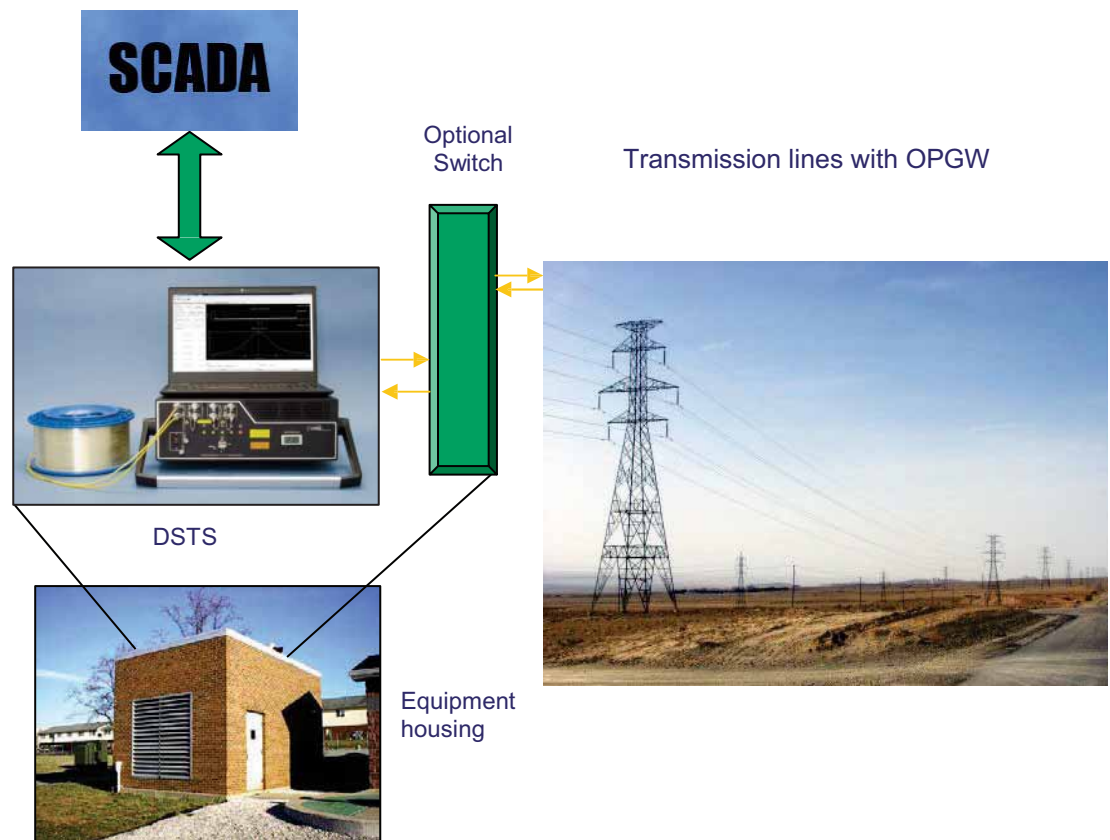 SCADA
Optional
Switch
Transmission lines with OPGW
DSTS
Equipment
housing